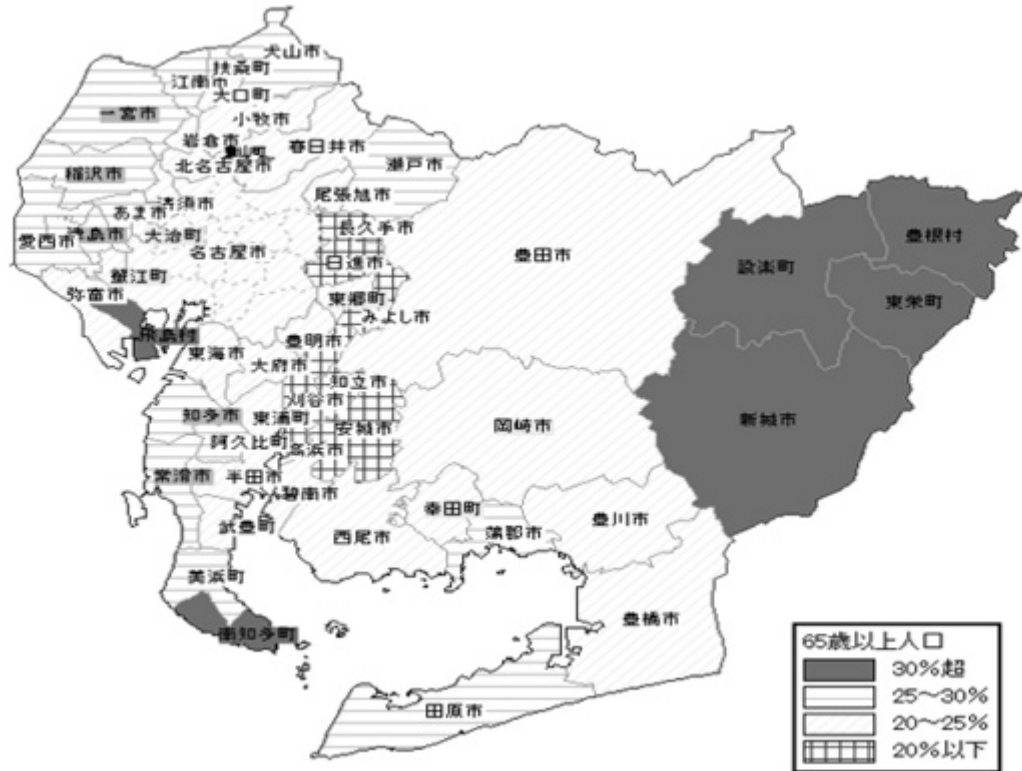 犬山市
扶桑町
江南市
大口町
一宮市
小牧市
岩倉市
豊山町
春日井市
北名古屋市
瀬戸市
稲沢市
尾張旭市
清須市
あま市
長久手市
愛西市
津島市
大治町
名古屋市
日進市
豊田市
設楽町
豊根村
蟹江町
弥富市
東郷町
みよし市
東栄町
飛島村
東海市
豊明市
大府市
知立市
刈谷市
知多市
東浦町
安城市
岡崎市
新城市
阿久比町
高浜市
常滑市
半田市
碧南市
幸田町
武豊町
西尾市
蒲郡市
豊川市
美浜町
豊橋市
南知多町
田原市
65歳以上人口
30%超
25～30%
20～25%
20%以下